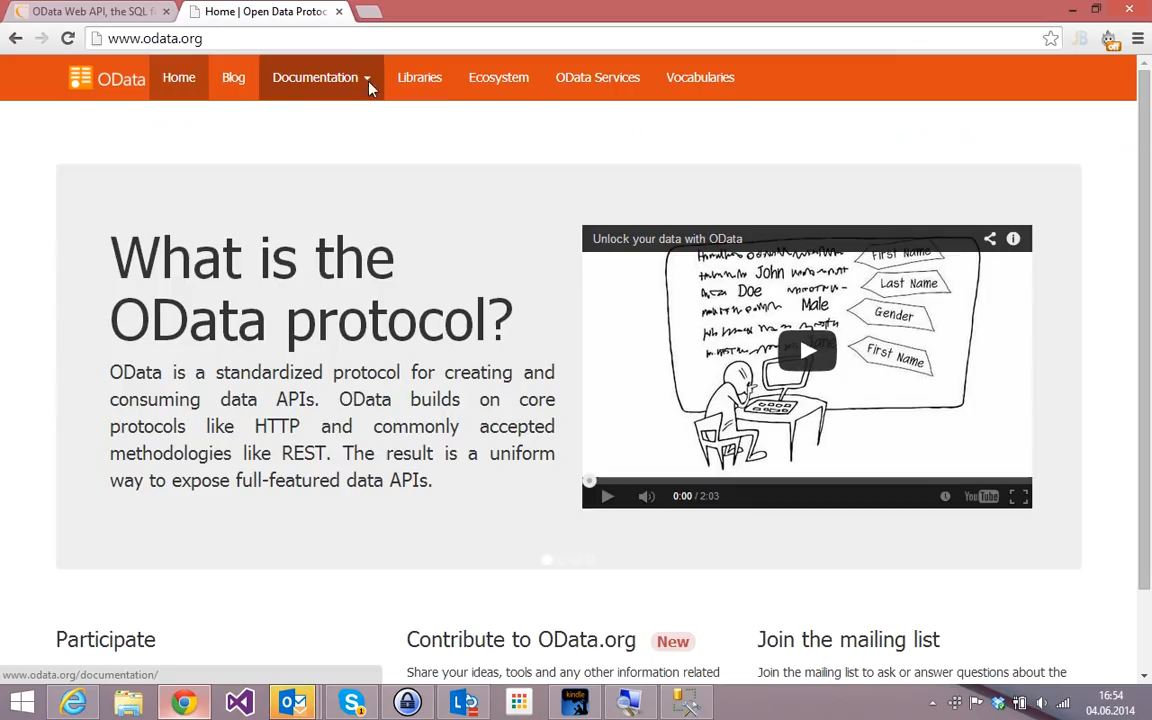 OData Web API, the SQL f
Home | Open Data Protoc
www.odata.org
OData
Home
Blog
Documentation
Libraries
Ecosystem
OData Services
Vocabularies
What is the
OData protocol?
OData is a standardized protocol for creating and
consuming data APIs. OData builds on core
protocols like HTTP and commonly accepted
methodologies like REST. The result is a uniform
way to expose full-featured data APIs.
Unlock your data with OData
First Name
John
Last Name
Doe
Male
Gender
Jane
First Name
0:00 / 2:03
YouTube
Participate
Contribute to OData.org New
Join the mailing list
Share your ideas, tools and any other information related
Join the mailing list to ask or answer questions about the
www.odata.org/documentation/
off
kindle
16:54
04.06.2014